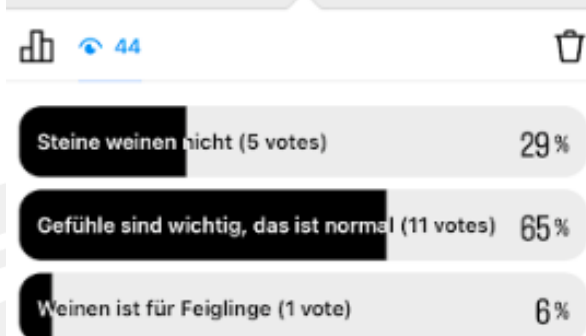 44
Steine weinen nicht (5 votes) 29%
Gefühle sind wichtig, das ist normal (11 votes) 65%
Weinen ist für Feiglinge (1 vote) 6%